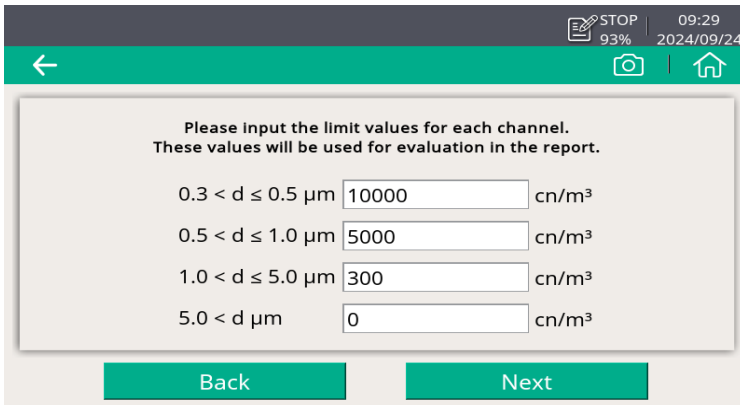 STOP 09:29
93% 2024/09/24
Please input the limit values for each channel.
These values will be used for evaluation in the report.
0.3 < d ≤ 0.5 µm 10000 cn/m³
0.5 < d ≤ 1.0 µm 5000 cn/m³
1.0 < d ≤ 5.0 µm 300 cn/m³
5.0 < d µm 0 cn/m³
Back Next